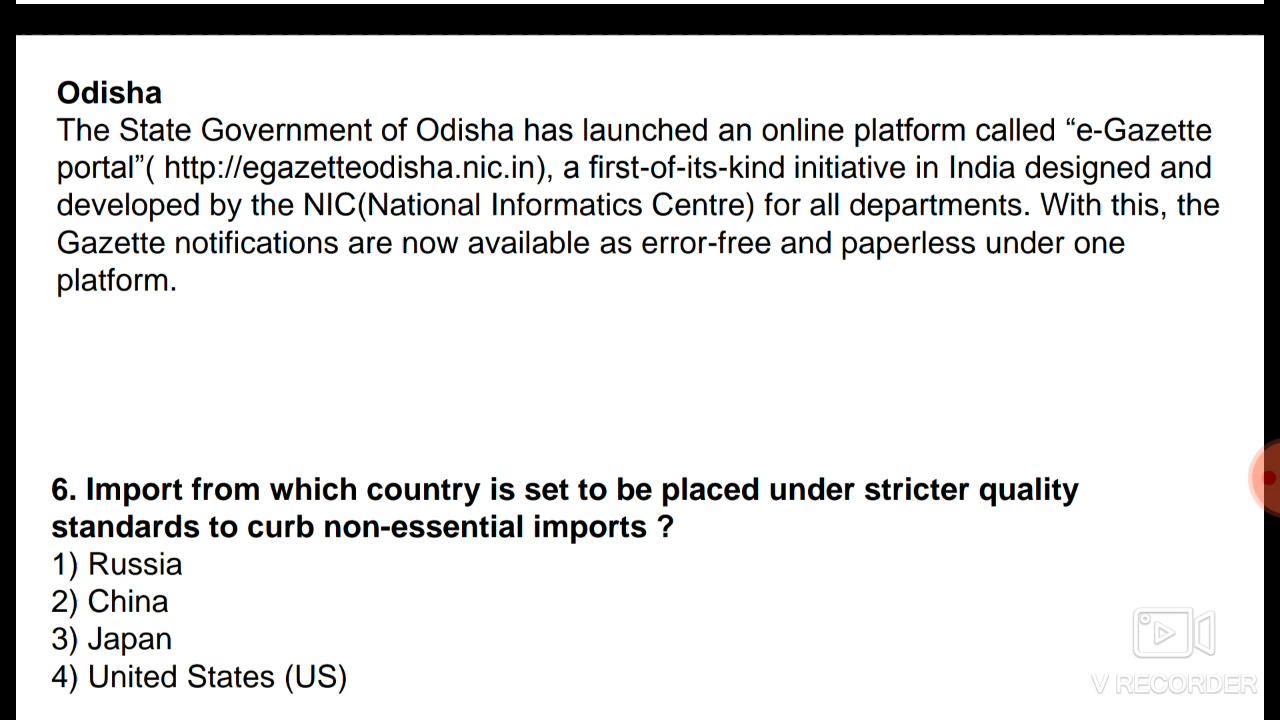 Odisha
The State Government of Odisha has launched an online platform called “e-Gazette
portal”( http://egazetteodisha.nic.in), a first-of-its-kind initiative in India designed and
developed by the NIC(National Informatics Centre) for all departments. With this, the
Gazette notifications are now available as error-free and paperless under one
platform.
6. Import from which country is set to be placed under stricter quality
standards to curb non-essential imports ?
1) Russia
2) China
3) Japan
4) United States (US)
V RECORDER